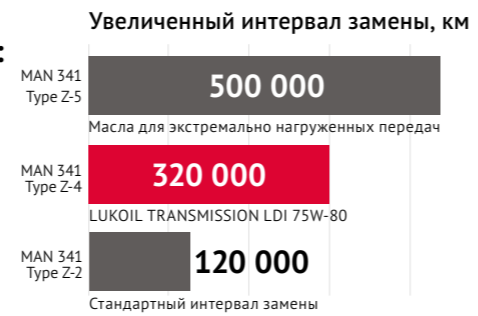 Увеличенный интервал замены, км
:
MAN 341
Type Z-5
500 000
Масла для экстремально нагруженных передач
MAN 341
Type Z-4
320 000
LUKOIL TRANSMISSION LDI 75W-80
MAN 341
Type Z-2
120 000
Стандартный интервал замены